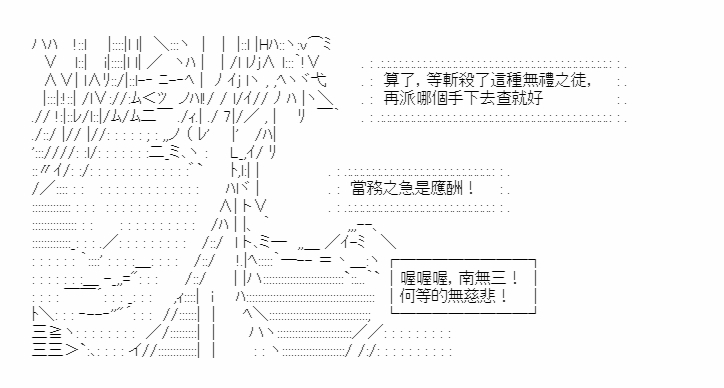 算了，等斬殺了這種無禮之徒，
再派哪個手下去查就好
當務之急是應酬！
喔喔喔，南無三！
何等的無慈悲！